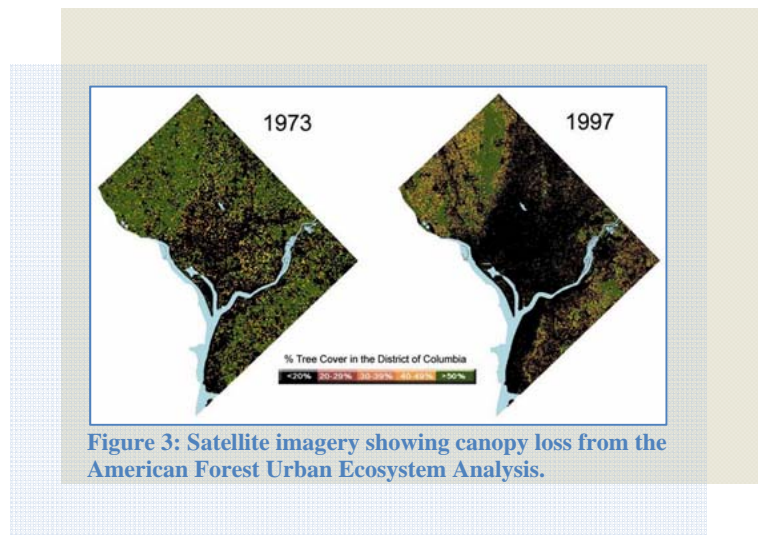 1973
1997
% Tree Cover in the District of Columbia
<20% 20-29% 30-39% 40-49% >50%
Figure 3: Satellite imagery showing canopy loss from the
American Forest Urban Ecosystem Analysis.